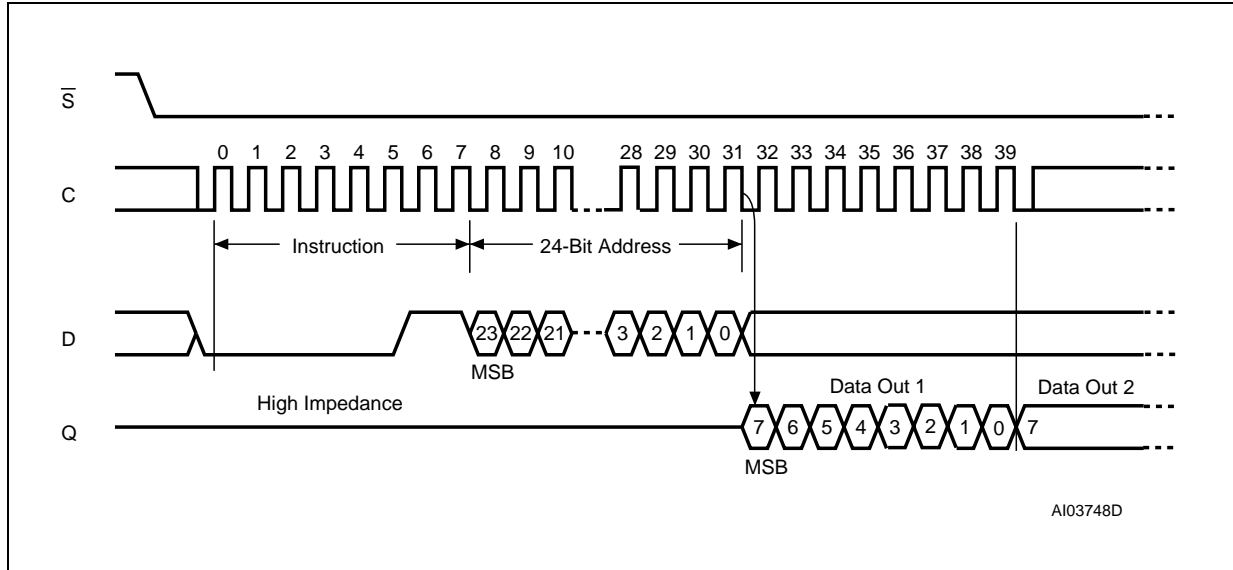 S
0 1 2 3 4 5 6 7 8 9 10 28 29 30 31 32 33 34 35 36 37 38 39
C
Instruction 24-Bit Address
D 23 22 21 3 2 1 0
MSB
High Impedance Data Out 1 Data Out 2
Q 7 6 5 4 3 2 1 0 7
MSB
AI03748D